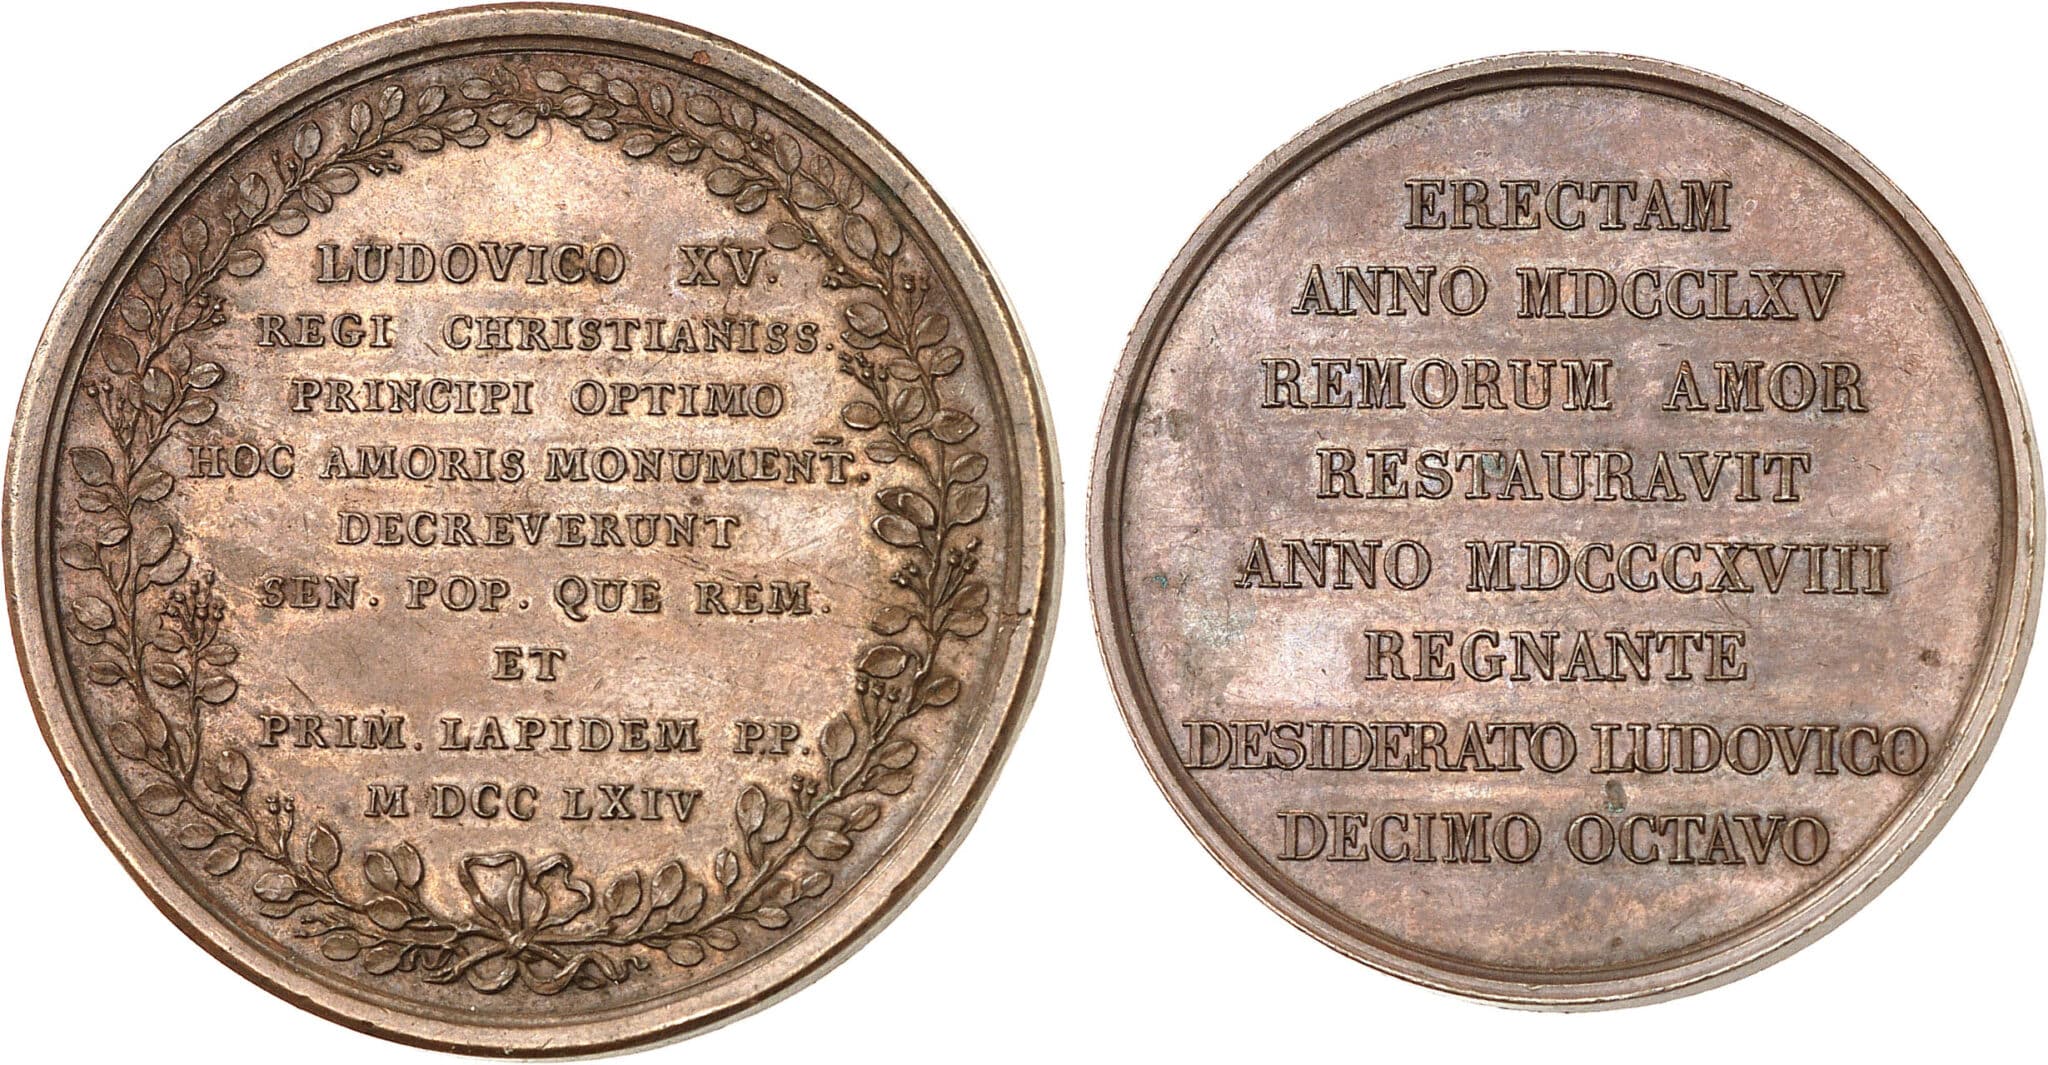 LUDOVICO XV.
REGI CHRISTIANISS.
PRINCIPI OPTIMO
HOC AMORIS MONUMENT̅.
DECREVERUNT
SEN. POP. QUE REM.
ET
PRIM. LAPIDEM P.P.
M DCC LXIV
ERECTAM
ANNO MDCCLXV
REMORUM AMOR
RESTAURAVIT
ANNO MDCCCXVIII
REGNANTE
DESIDERATO LUDOVICO
DECIMO OCTAVO